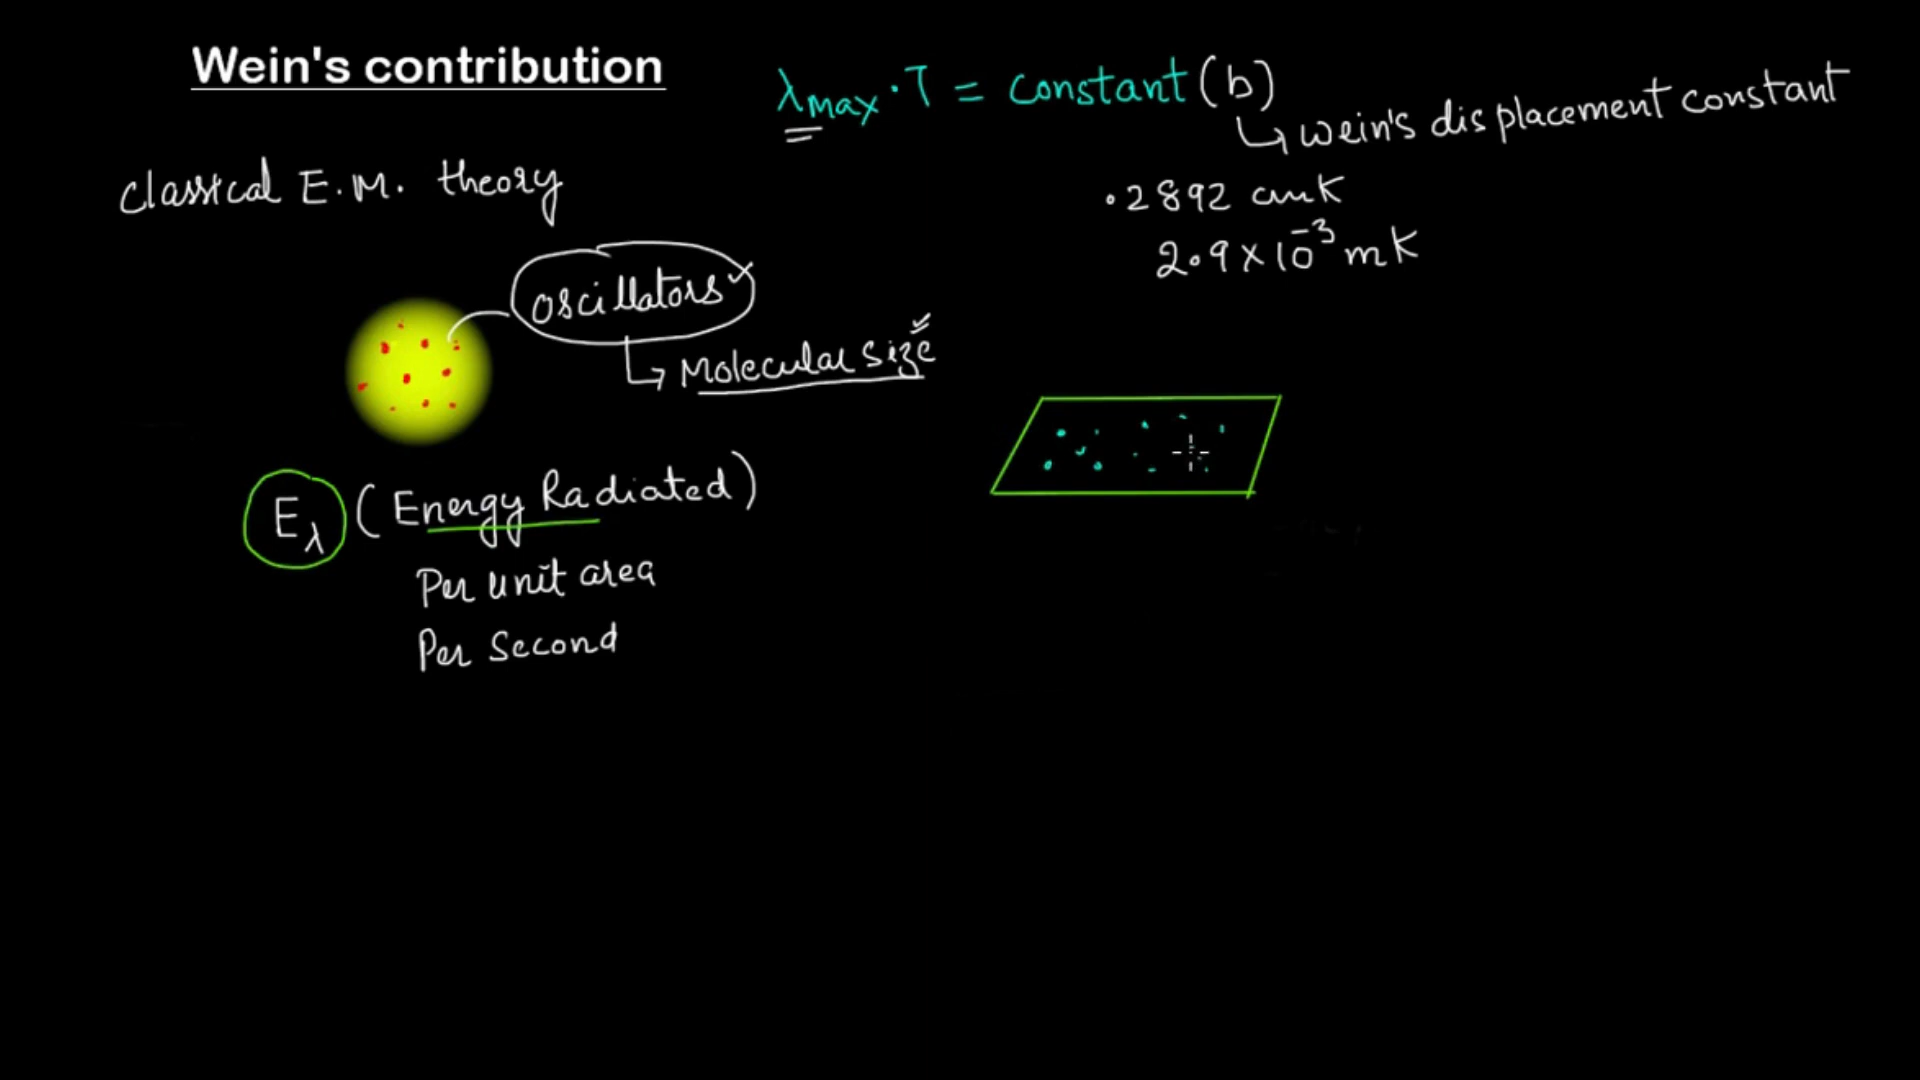 Wein's contribution
λmax · T = constant (b)
↳ wein's displacement constant
classical E.M. theory
.2892 cmK
2.9 × 10⁻³ mK
oscillators ✓
↳ Molecular size
Eλ (Energy Radiated)
Per unit area
Per Second